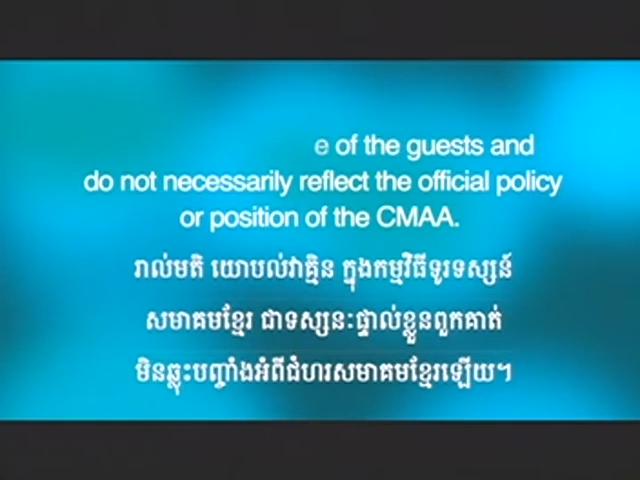 e of the guests and
do not necessarily reflect the official policy
or position of the CMAA.
រាល់មតិ យោបល់វាគ្មិន ក្នុងកម្មវិធីទូរទស្សន៍
សមាគមខ្មែរ ជាទស្សនៈផ្ទាល់ខ្លួនពួកគាត់
មិនឆ្លុះបញ្ចាំងអំពីជំហរសមាគមខ្មែរឡើយ។